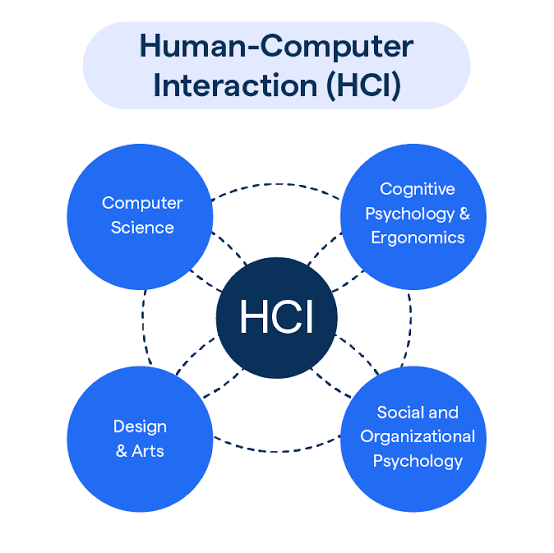 Human-Computer
Interaction (HCI)
Computer
Science
Cognitive
Psychology &
Ergonomics
HCI
Design
& Arts
Social and
Organizational
Psychology